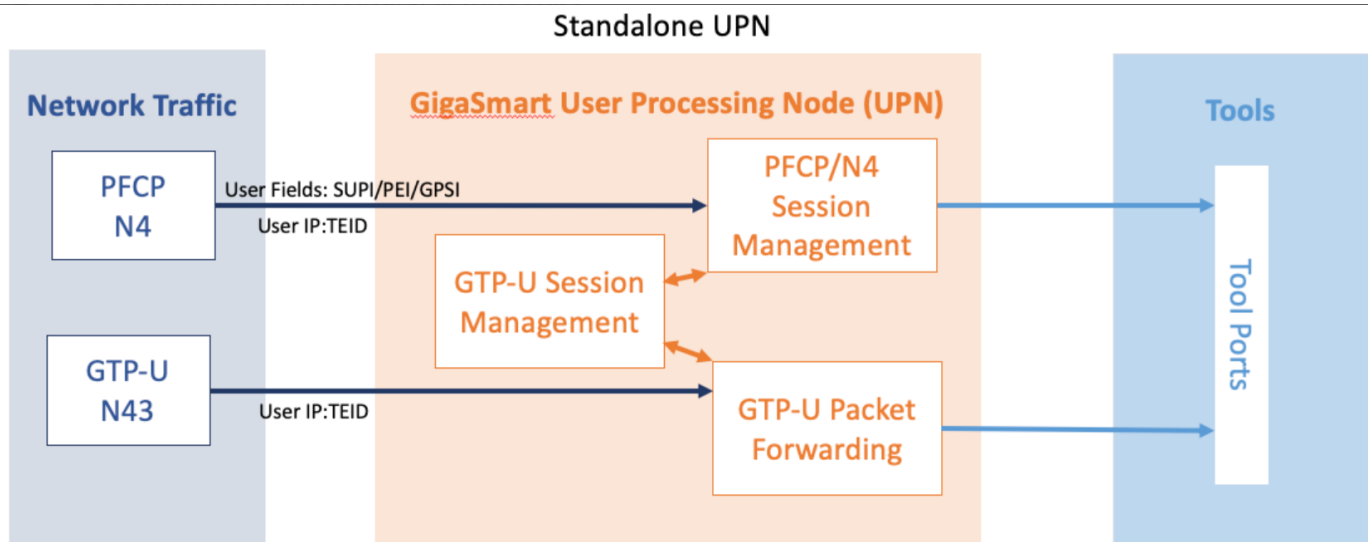 Standalone UPN
Network Traffic
GigaSmart User Processing Node (UPN)
Tools
PFCP
N4
User Fields: SUPI/PEI/GPSI
User IP:TEID
PFCP/N4
Session
Management
GTP-U Session
Management
Tool Ports
GTP-U
N43
User IP:TEID
GTP-U Packet
Forwarding